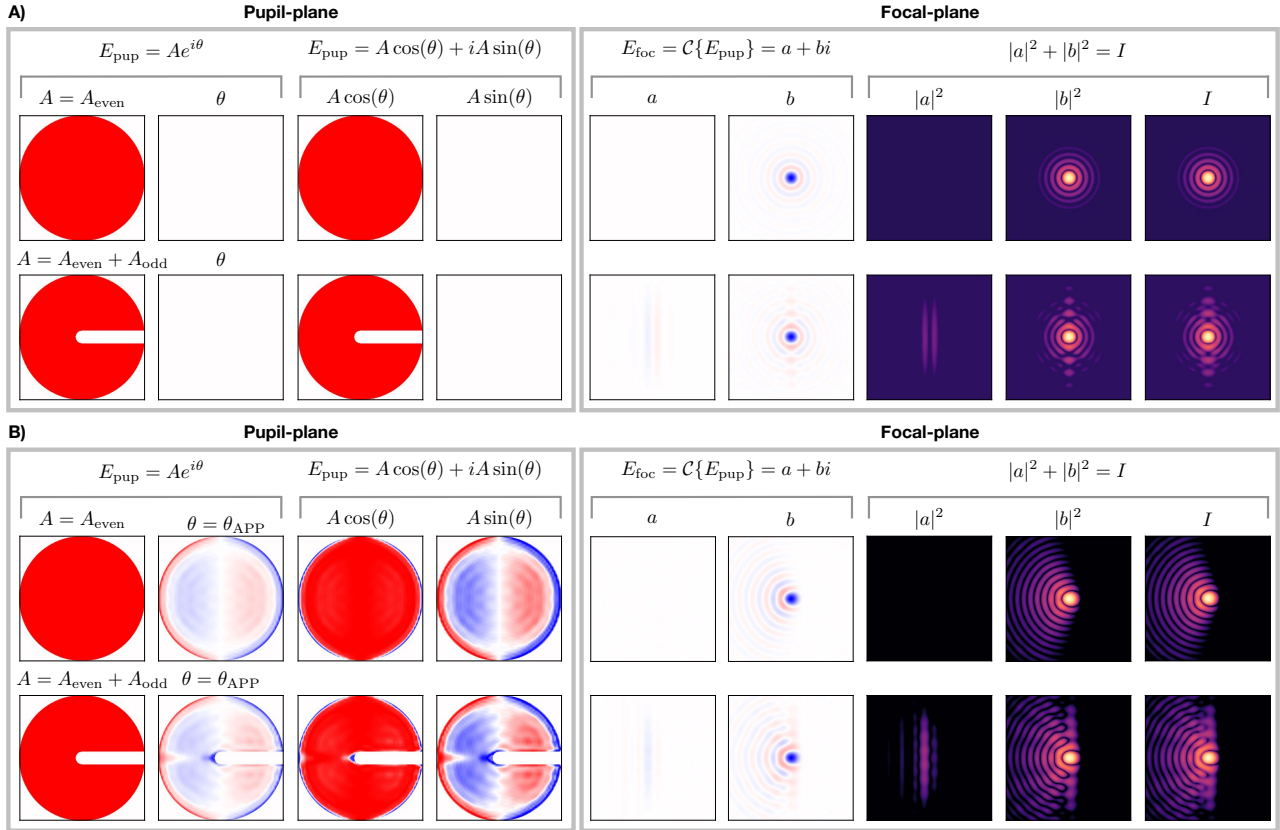 A)
Pupil-plane
Focal-plane
E_pup = Ae^{iθ}
E_pup = A cos(θ) + iA sin(θ)
E_foc = C{E_pup} = a + bi
|a|^2 + |b|^2 = I
A = A_even
θ
A cos(θ)
A sin(θ)
a
b
|a|^2
|b|^2
I
A = A_even + A_odd
θ
B)
Pupil-plane
Focal-plane
E_pup = Ae^{iθ}
E_pup = A cos(θ) + iA sin(θ)
E_foc = C{E_pup} = a + bi
|a|^2 + |b|^2 = I
A = A_even
θ = θ_APP
A cos(θ)
A sin(θ)
a
b
|a|^2
|b|^2
I
A = A_even + A_odd
θ = θ_APP